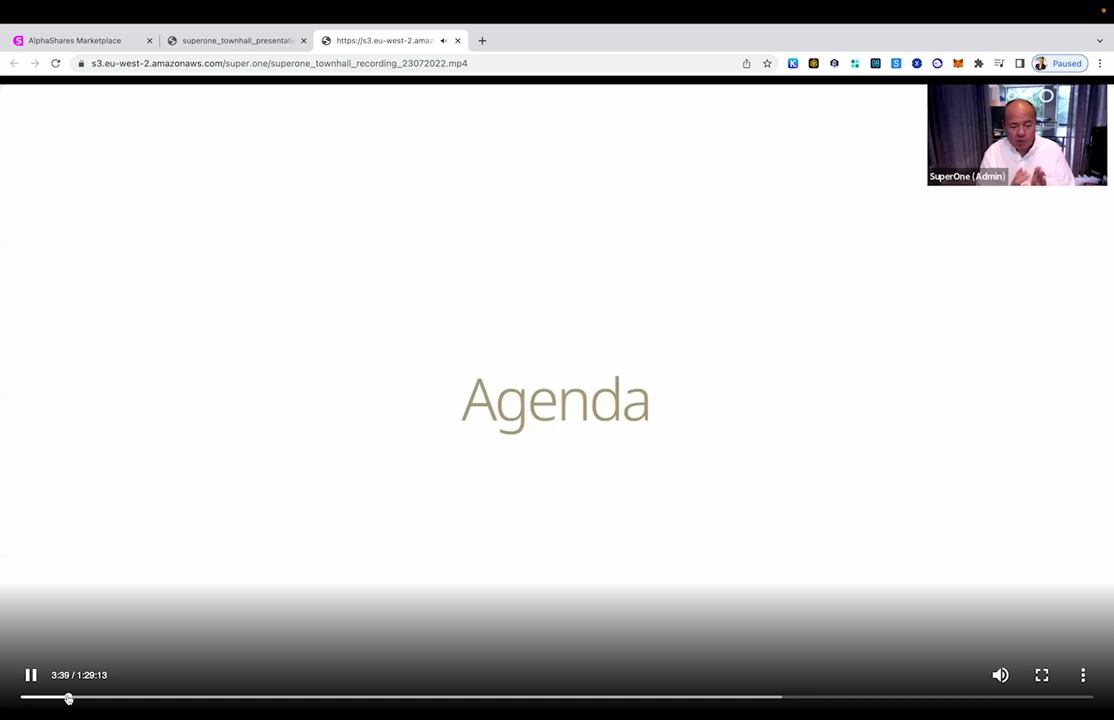 AlphaShares Marketplace
superone_townhall_presentati
https://s3.eu-west-2.amaz
s3.eu-west-2.amazonaws.com/super.one/superone_townhall_recording_23072022.mp4
Paused
SuperOne (Admin)
Agenda
3:39 / 1:29:13